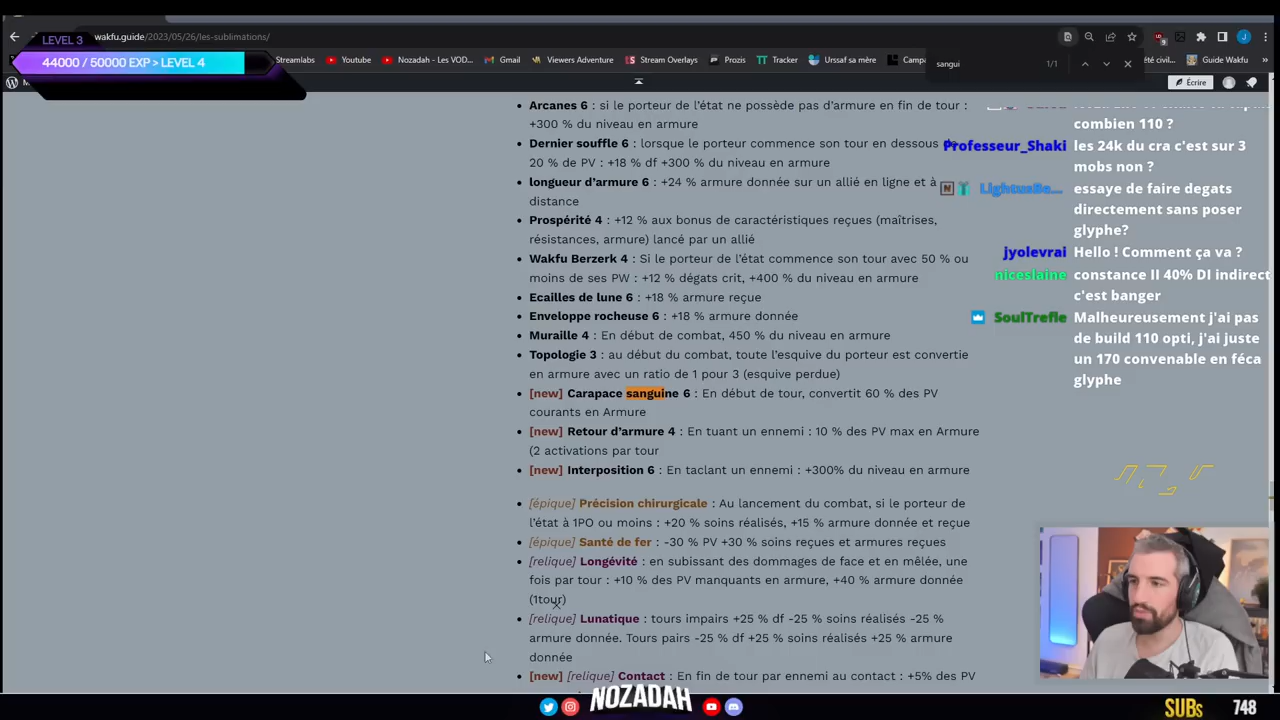 LEVEL 3
44000 / 50000 EXP > LEVEL 4
wakfu.guide/2023/05/26/les-sublimations/
Streamlabs
Youtube
Nozadah - Les VOD...
Gmail
Viewers Adventure
Stream Overlays
Prozis
Tracker
Urssaf sa mère
Guide Wakfu
sangui
1/1
Écrire
Arcanes 6 : si le porteur de l'état ne possède pas d'armure en fin de tour :
+300 % du niveau en armure
Dernier souffle 6 : lorsque le porteur commence son tour en dessous
20 % de PV : +18 % df +300 % du niveau en armure
longueur d'armure 6 : +24 % armure donnée sur un allié en ligne et à
distance
Prospérité 4 : +12 % aux bonus de caractéristiques reçues (maîtrises,
résistances, armure) lancé par un allié
Wakfu Berzerk 4 : Si le porteur de l'état commence son tour avec 50 % ou
moins de ses PW : +12 % dégats crit, +400 % du niveau en armure
Ecailles de lune 6 : +18 % armure reçue
Enveloppe rocheuse 6 : +18 % armure donnée
Muraille 4 : En début de combat, 450 % du niveau en armure
Topologie 3 : au début du combat, toute l'esquive du porteur est convertie
en armure avec un ratio de 1 pour 3 (esquive perdue)
[new] Carapace sanguine 6 : En début de tour, convertit 60 % des PV
courants en Armure
[new] Retour d'armure 4 : En tuant un ennemi : 10 % des PV max en Armure
(2 activations par tour
[new] Interposition 6 : En taclant un ennemi : +300% du niveau en armure
[épique] Précision chirurgicale : Au lancement du combat, si le porteur de
l'état à 1PO ou moins : +20 % soins réalisés, +15 % armure donnée et reçue
[épique] Santé de fer : -30 % PV +30 % soins reçues et armures reçues
[relique] Longévité : en subissant des dommages de face et en mêlée, une
fois par tour : +10 % des PV manquants en armure, +40 % armure donnée
(1tour)
[relique] Lunatique : tours impairs +25 % df -25 % soins réalisés -25 %
armure donnée. Tours pairs -25 % df +25 % soins réalisés +25 % armure
donnée
[new] [relique] Contact : En fin de tour par ennemi au contact : +5% des PV
combien 110 ?
Professeur_Shaki les 24k du cra c'est sur 3
mobs non ?
LightusBe... essaye de faire degats
directement sans poser
glyphe?
jyolevrai Hello ! Comment ça va ?
niceslaine constance II 40% DI indirect
c'est banger
SoulTrefle Malheureusement j'ai pas
de build 110 opti, j'ai juste
un 170 convenable en féca
glyphe
NOZADAH
SUBs 748